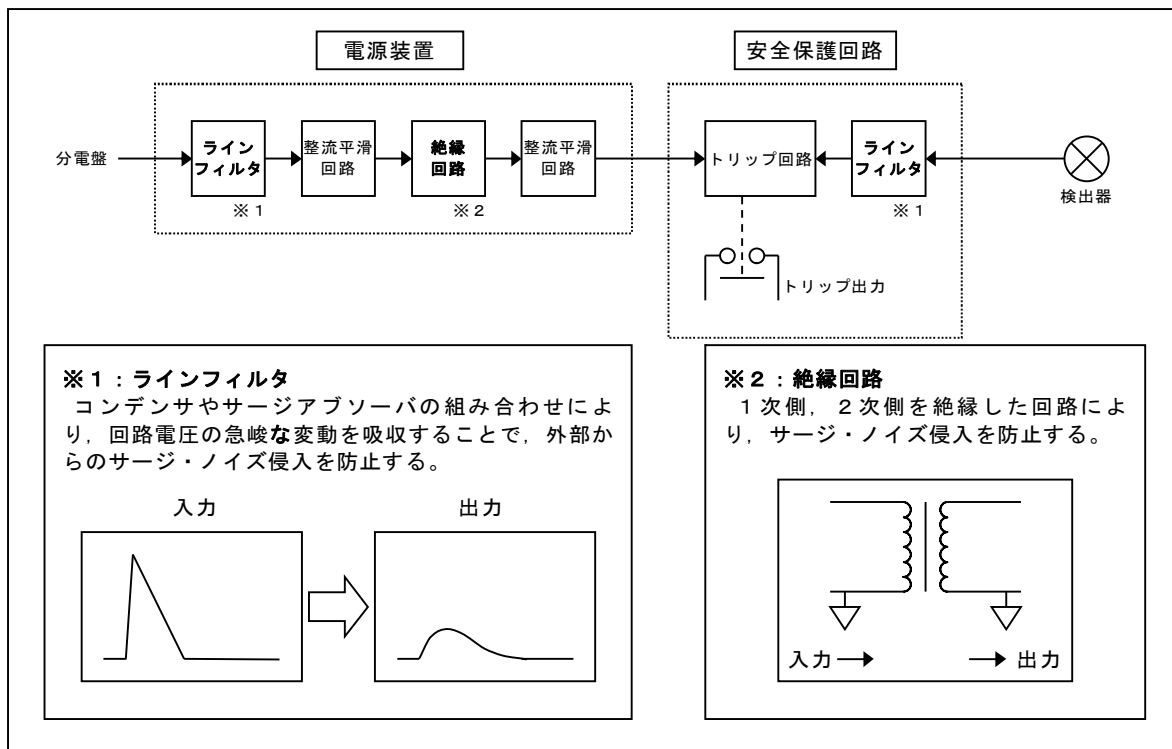 電源装置
安全保護回路
分電盤
ライン
フィルタ
※１
整流平滑
回路
絶縁
回路
※２
整流平滑
回路
トリップ回路
ライン
フィルタ
※１
検出器
トリップ出力
※１：ラインフィルタ
コンデンサやサージアブソーバの組み合わせによ
り，回路電圧の急峻な変動を吸収することで，外部か
らのサージ・ノイズ侵入を防止する。
入力
出力
※２：絶縁回路
１次側，２次側を絶縁した回路によ
り，サージ・ノイズ侵入を防止する。
入力
出力